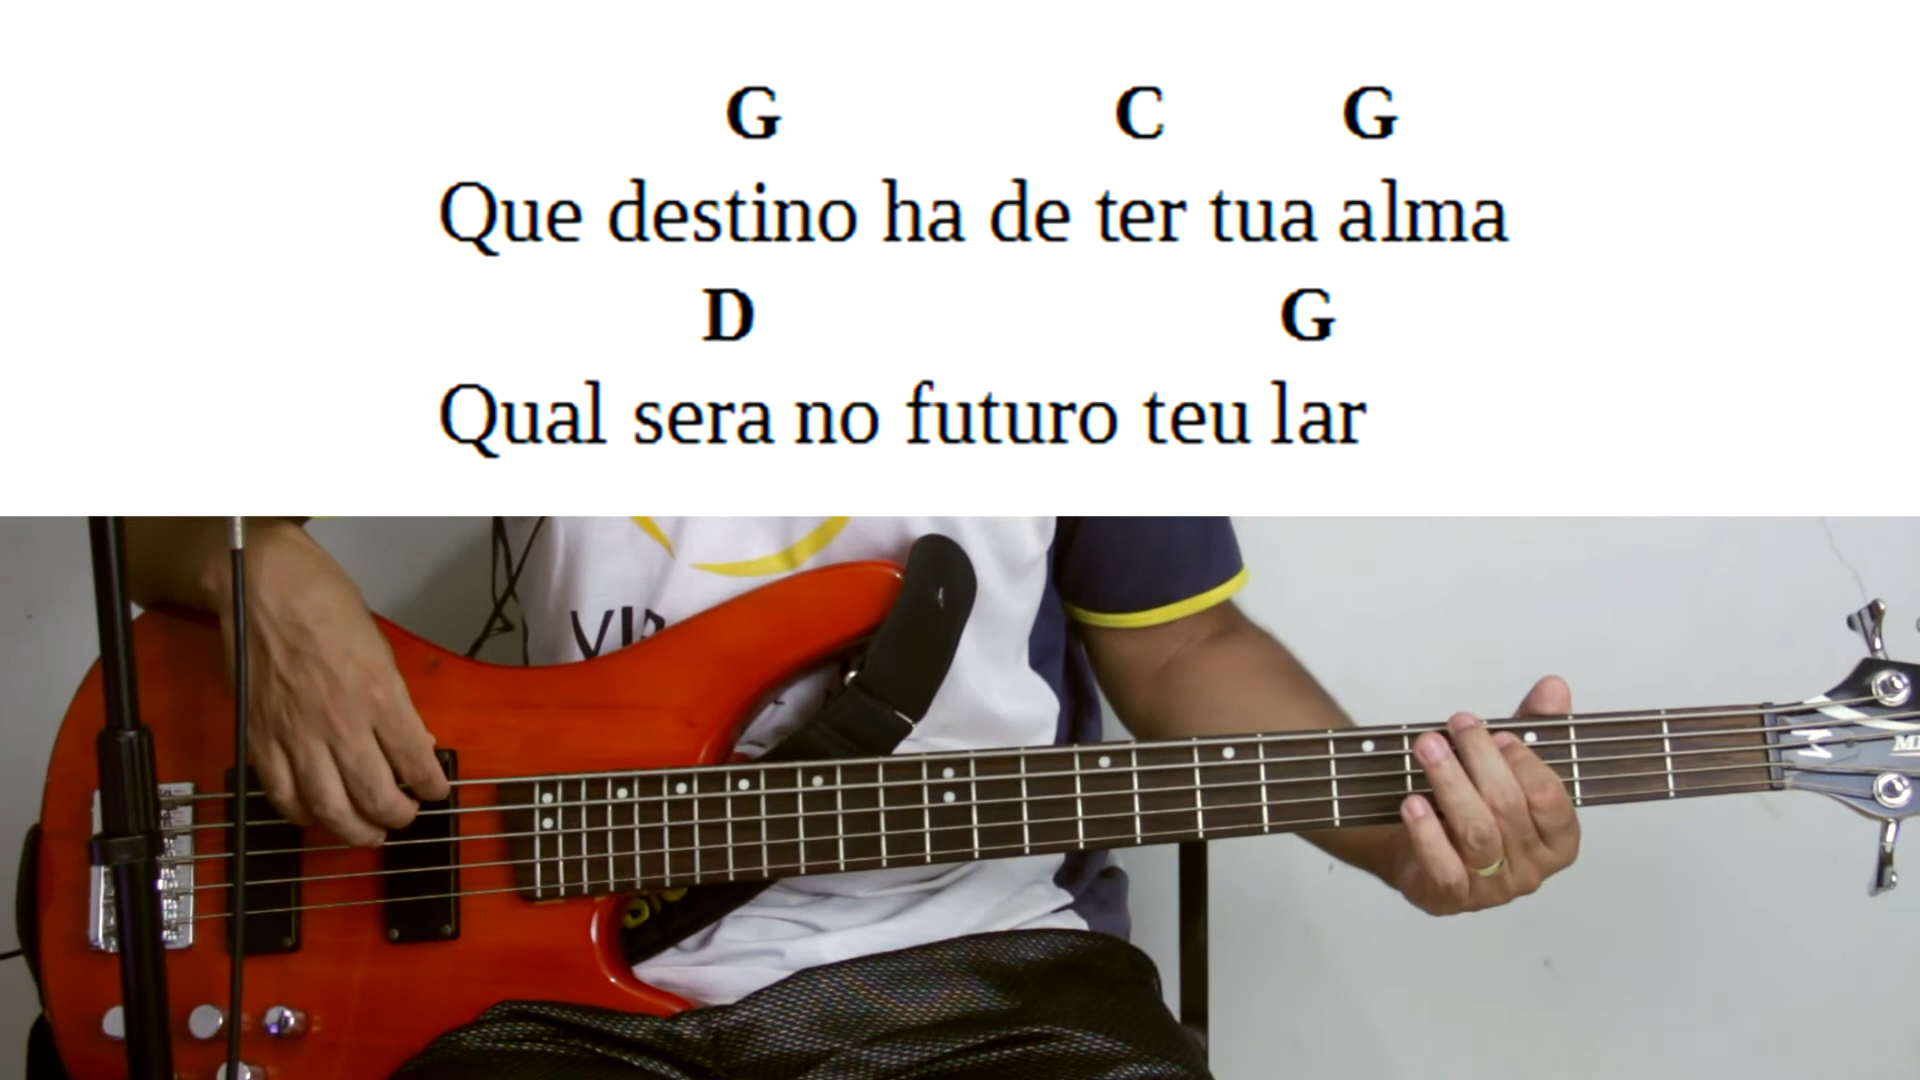 G C G
Que destino ha de ter tua alma
D G
Qual sera no futuro teu lar